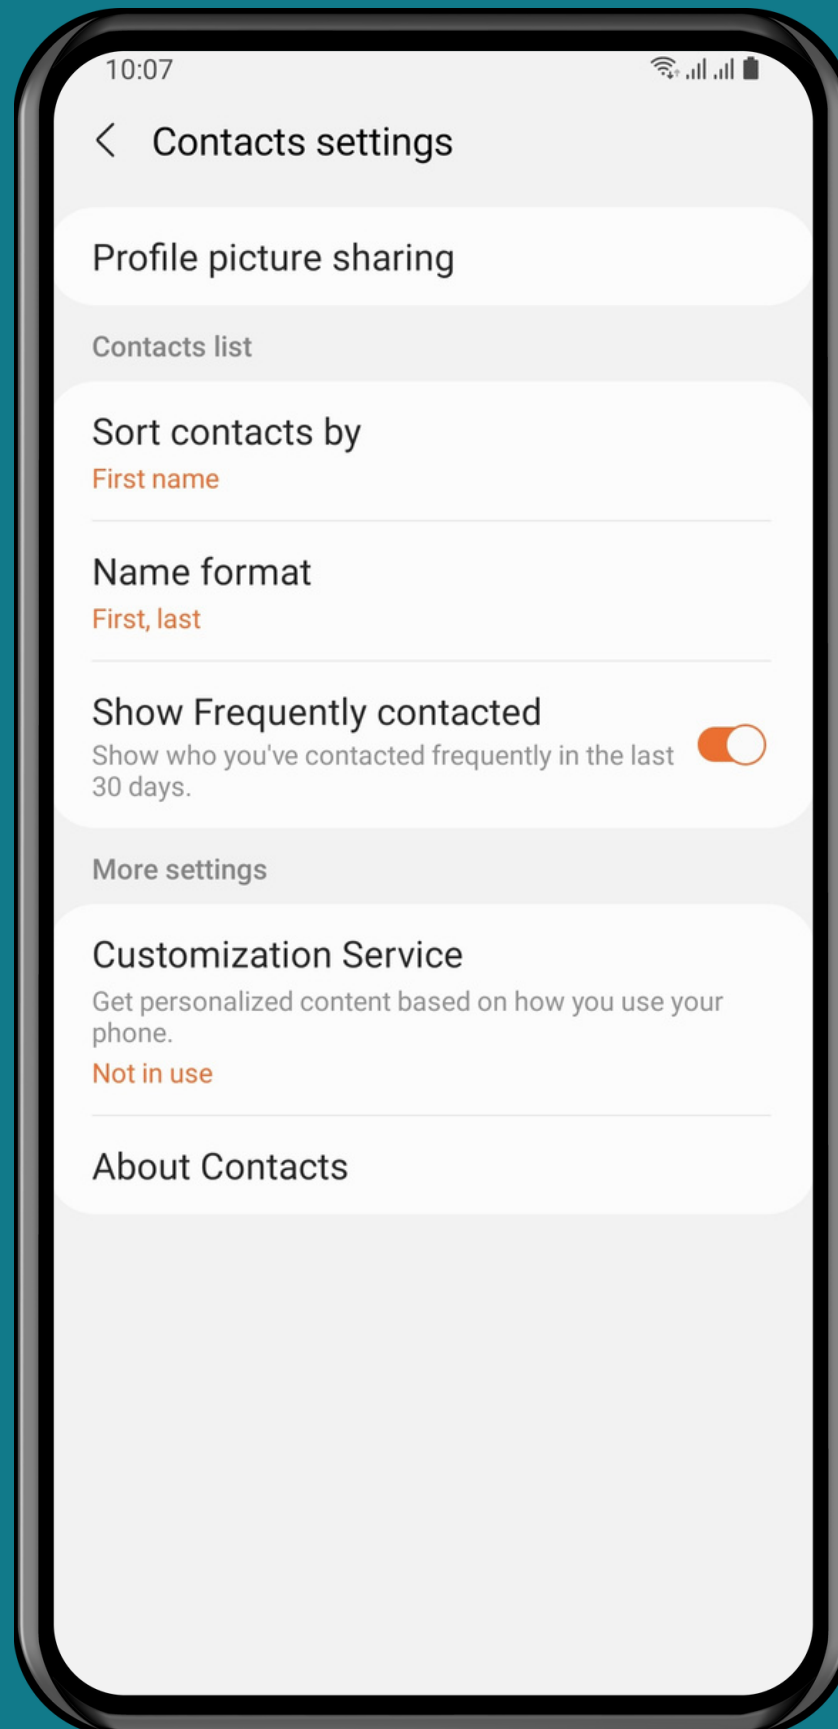 10:07
Contacts settings
Profile picture sharing
Contacts list
Sort contacts by
First name
Name format
First, last
Show Frequently contacted
Show who you've contacted frequently in the last
30 days.
More settings
Customization Service
Get personalized content based on how you use your
phone.
Not in use
About Contacts